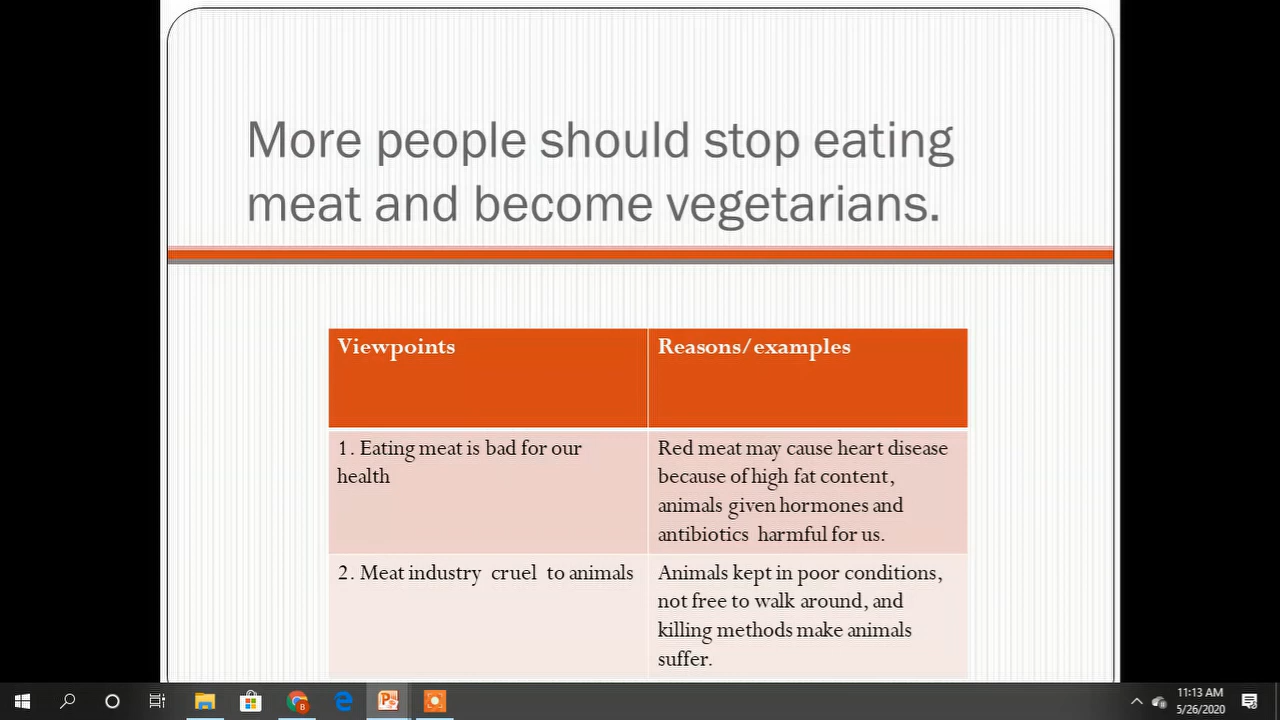 More people should stop eating
meat and become vegetarians.
Viewpoints
Reasons/examples
1. Eating meat is bad for our
health
Red meat may cause heart disease
because of high fat content,
animals given hormones and
antibiotics  harmful for us.
2. Meat industry  cruel  to animals
Animals kept in poor conditions,
not free to walk around, and
killing methods make animals
suffer.
11:13 AM
5/26/2020